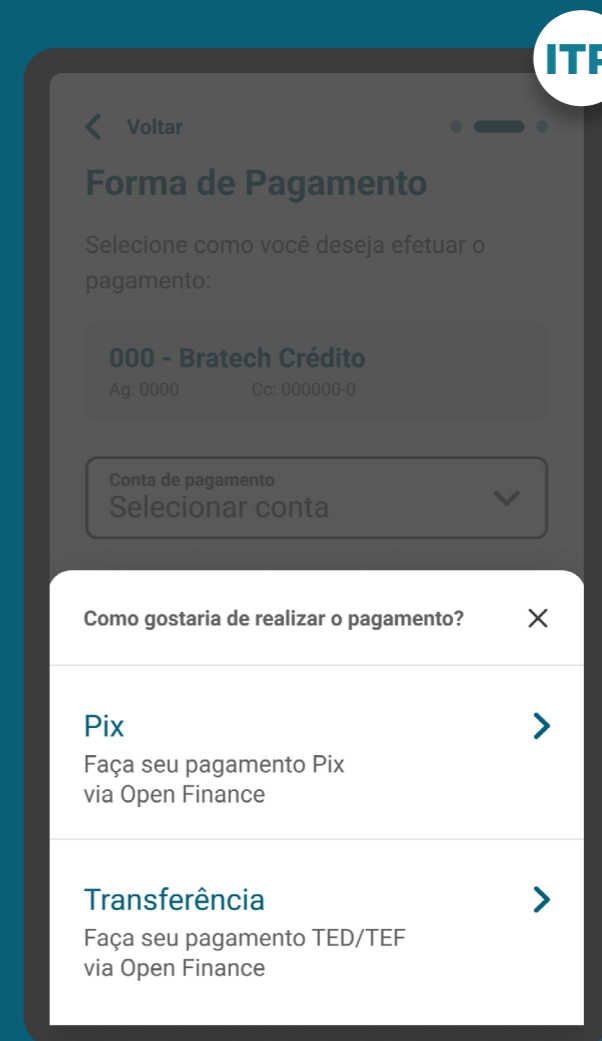 ITP
Voltar
Forma de Pagamento
Selecione como você deseja efetuar o
pagamento:
000 - Bratech Crédito
Ag: 0000 Cc: 000000-0
Conta de pagamento
Selecionar conta
Como gostaria de realizar o pagamento?
Pix
Faça seu pagamento Pix
via Open Finance
Transferência
Faça seu pagamento TED/TEF
via Open Finance